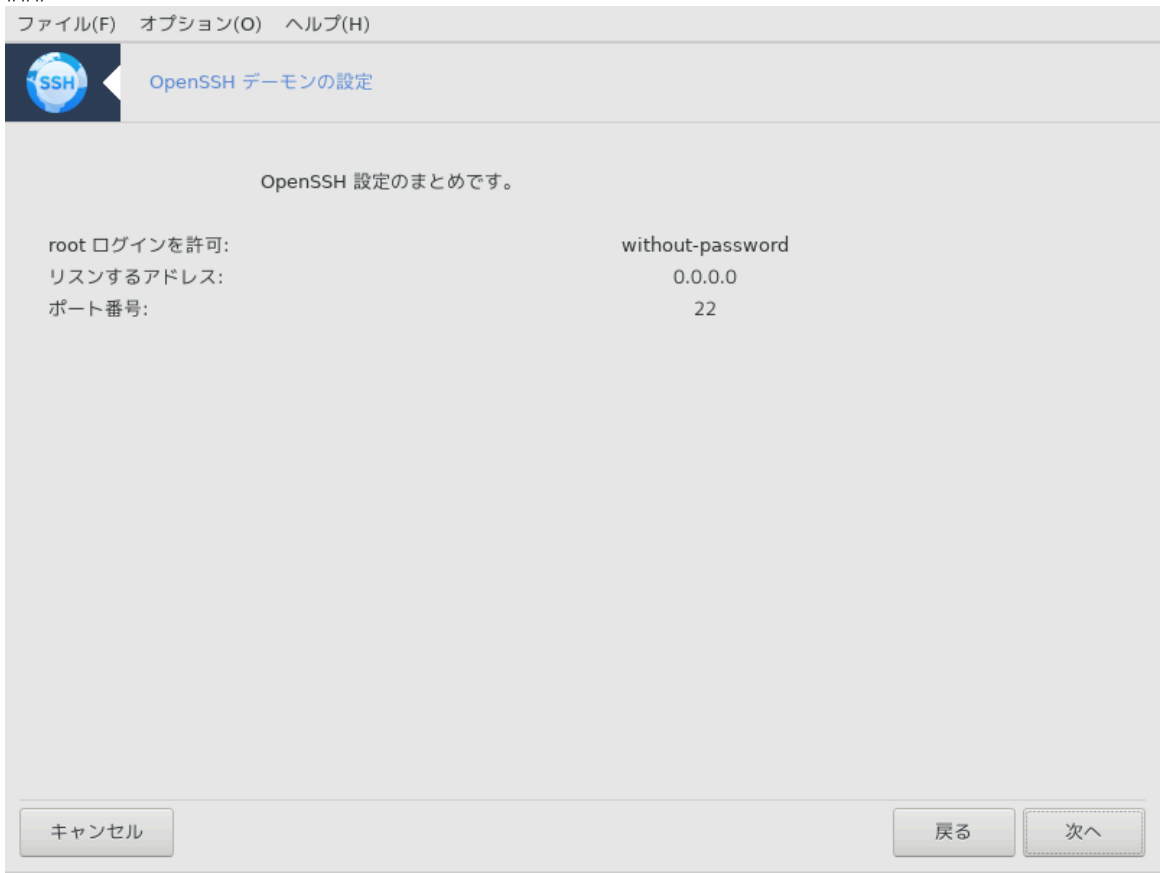 ファイル(F) オプション(O) ヘルプ(H)
SSH
OpenSSH デーモンの設定
OpenSSH 設定のまとめです。
root ログインを許可: without-password
リスンするアドレス: 0.0.0.0
ポート番号: 22
キャンセル 戻る 次へ